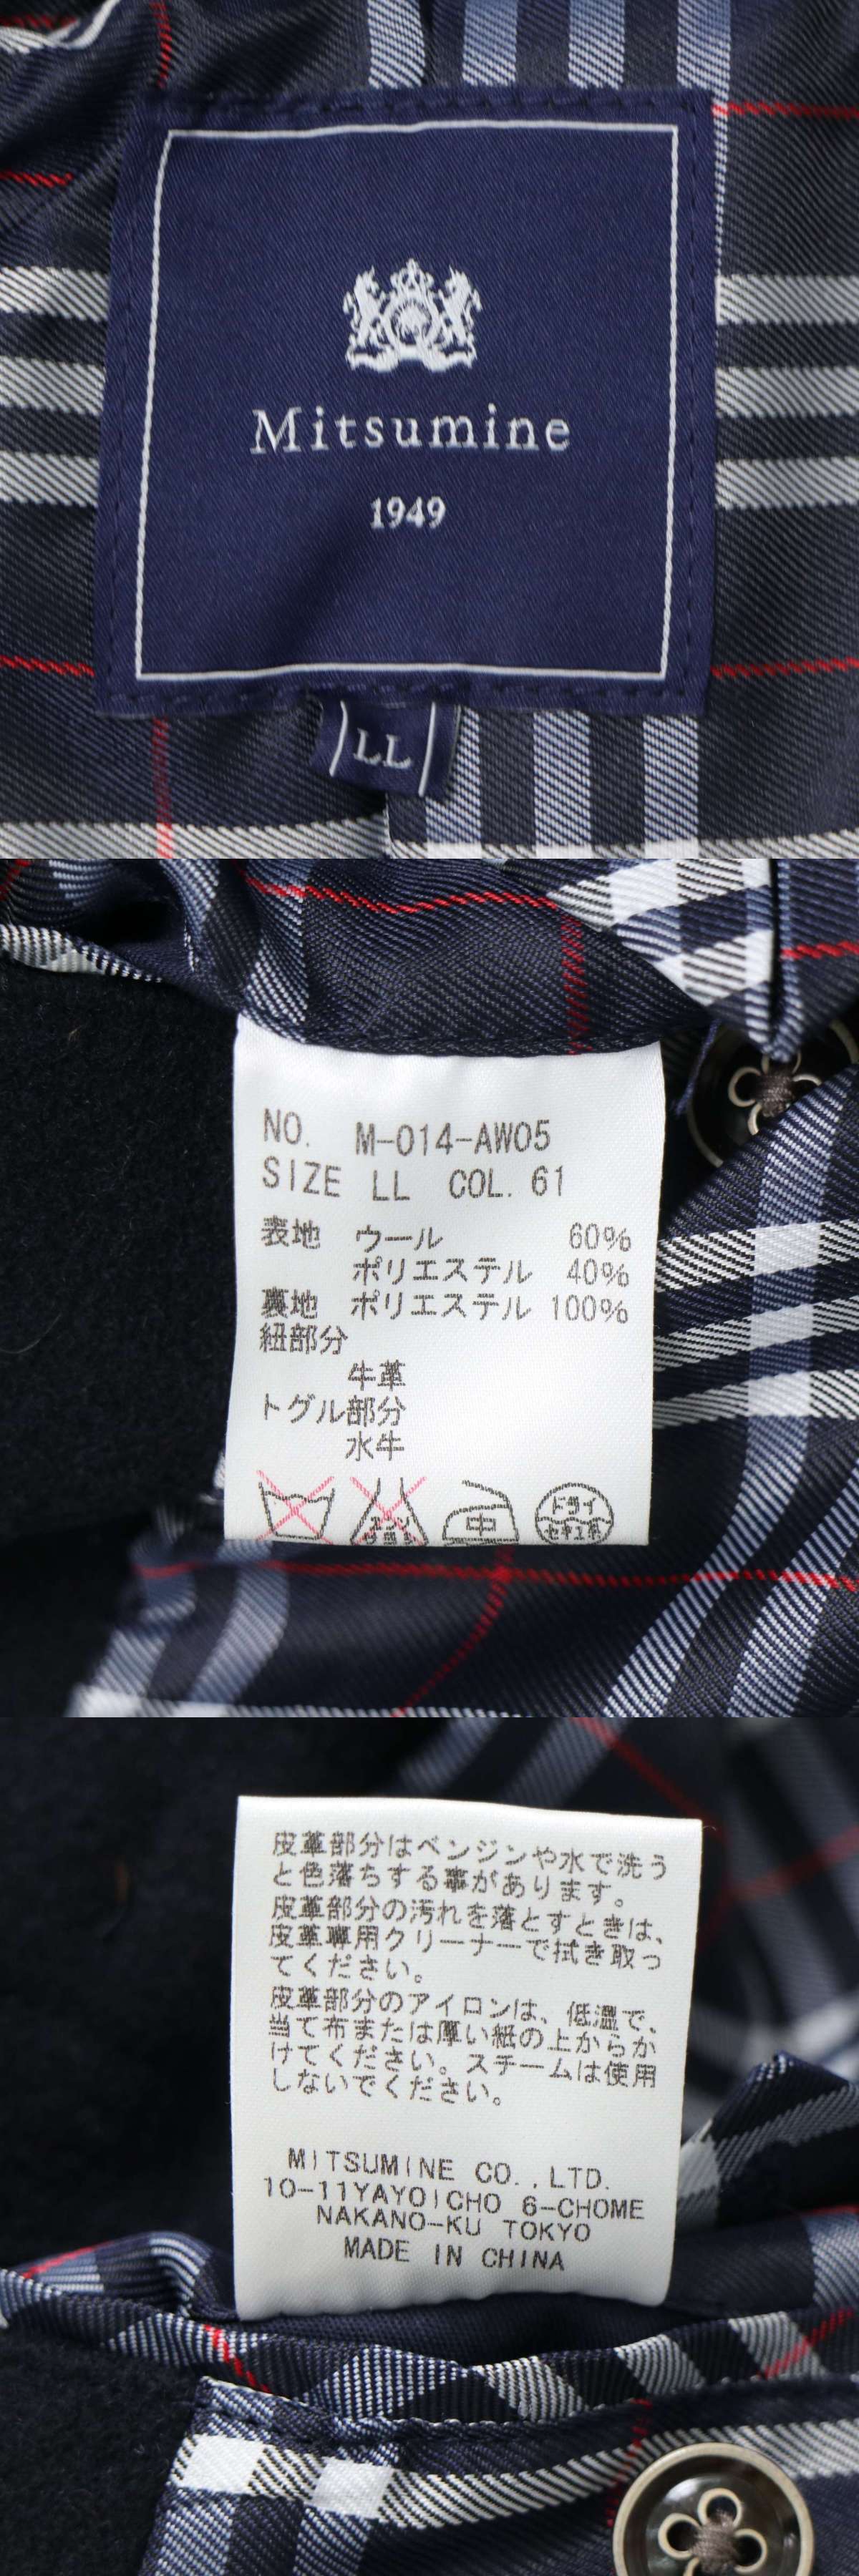 Mitsumine
1949
LL
NO. M-014-AW05
SIZE LL COL. 61
表地 ウール 60%
ポリエステル 40%
裏地 ポリエステル 100%
紐部分
牛革
トグル部分
水牛
中
ドライ
セキユ系
皮革部分はベンジンや水で洗う
と色落ちする事があります。
皮革部分の汚れを落とすときは、
皮革専用クリーナーで拭き取っ
てください。
皮革部分のアイロンは、低温で、
当て布または厚い紙の上からか
けてください。スチームは使用
しないでください。
MITSUMINE CO.,LTD.
10-11YAYOICHO 6-CHOME
NAKANO-KU TOKYO
MADE IN CHINA